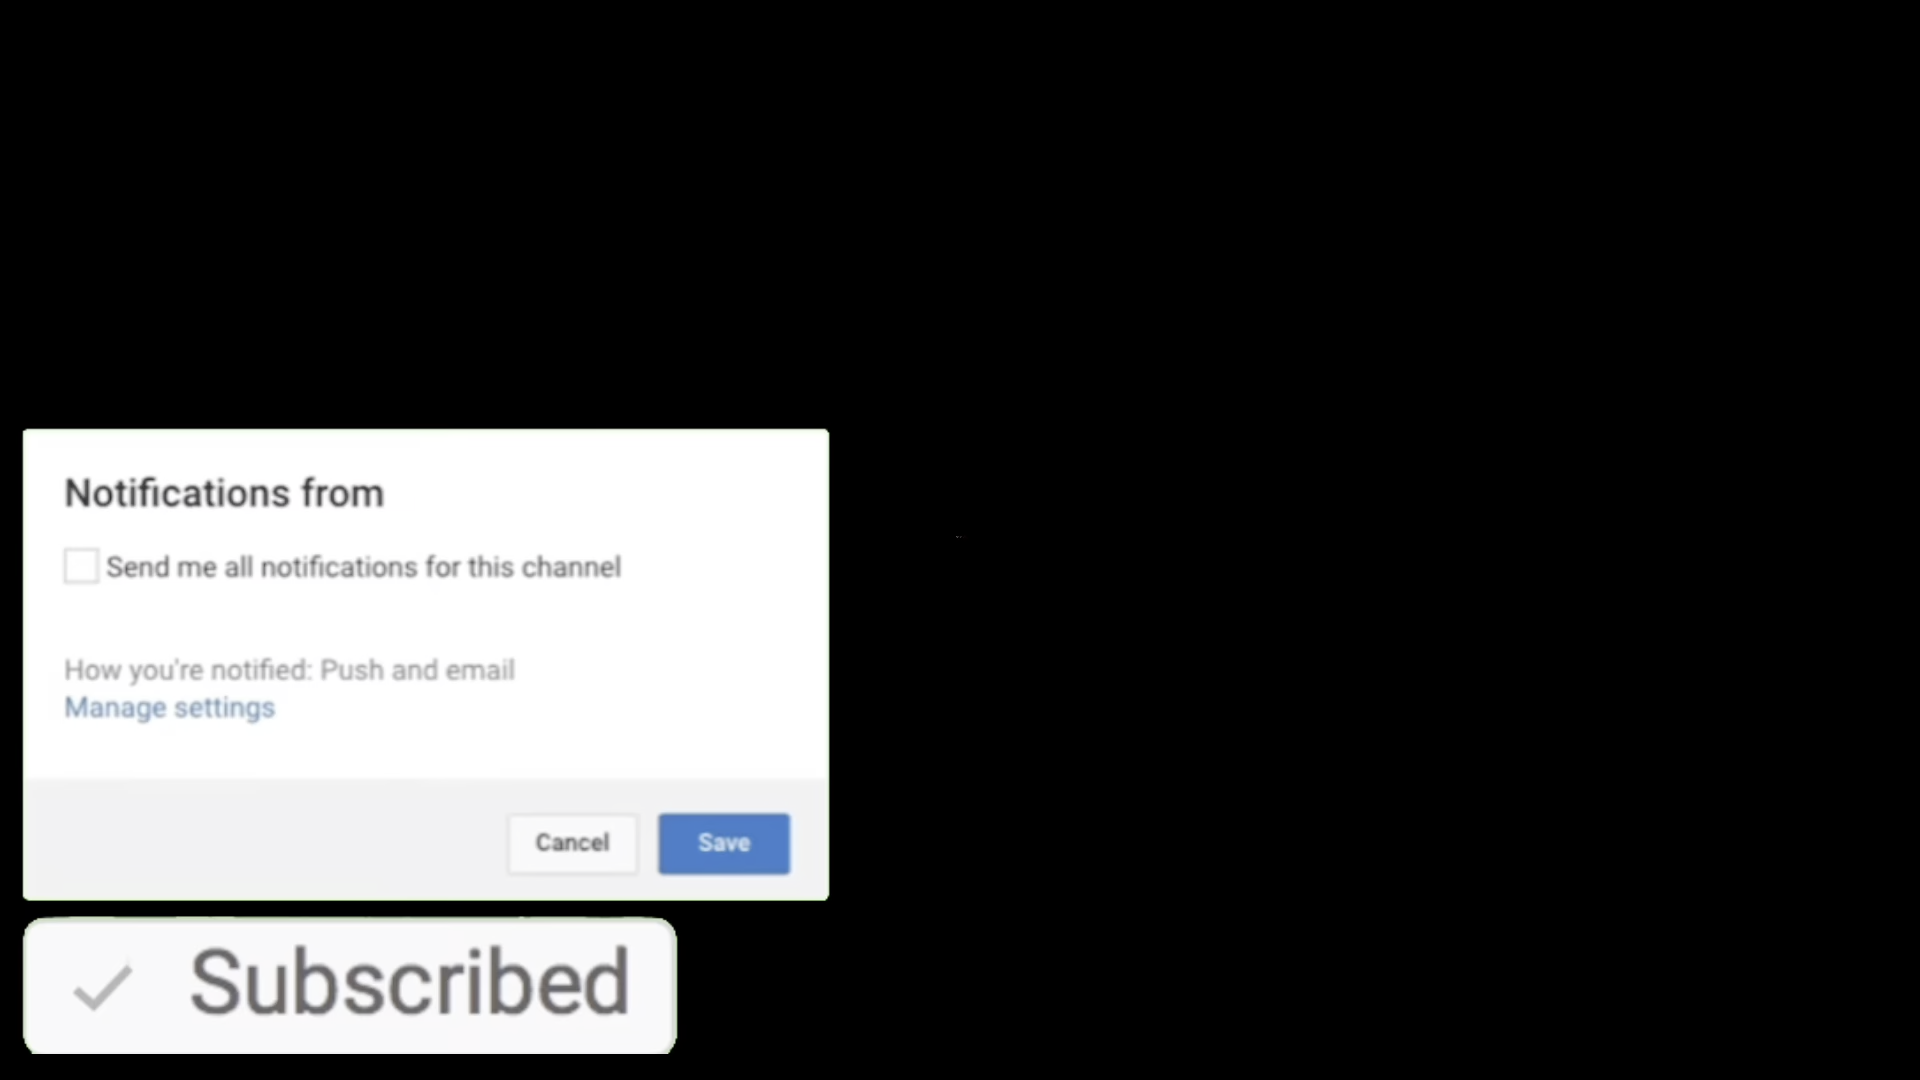 Notifications from
Send me all notifications for this channel
How you're notified: Push and email
Manage settings
Cancel Save
Subscribed